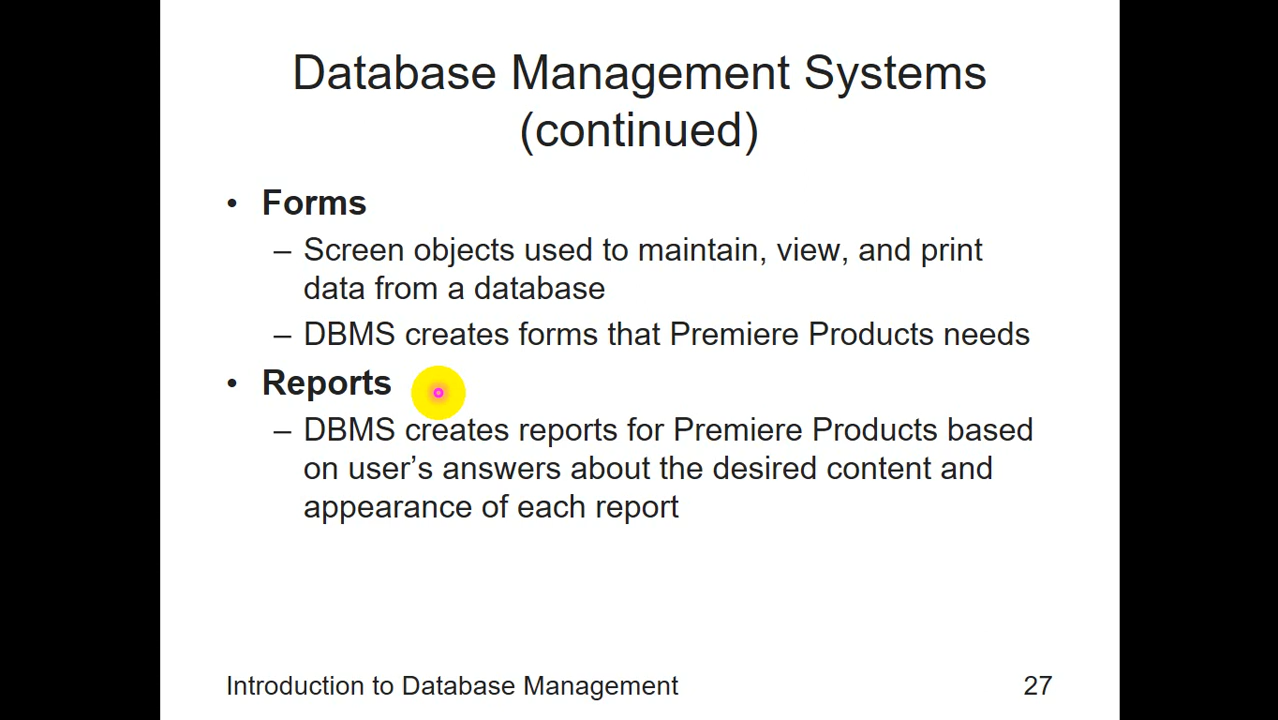 Database Management Systems
(continued)
• Forms
– Screen objects used to maintain, view, and print
data from a database
– DBMS creates forms that Premiere Products needs
• Reports
– DBMS creates reports for Premiere Products based
on user’s answers about the desired content and
appearance of each report
Introduction to Database Management
27